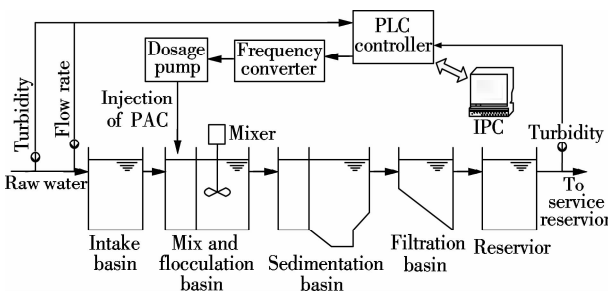 PLC
controller
Dosage
pump
Frequency
converter
IPC
Turbidity
Flow rate
Injection
of PAC
Mixer
Turbidity
Raw water
To
service
reservion
Intake
basin
Mix and
flocculation
basin
Sedimentation
basin
Filtration
basin
Reservior